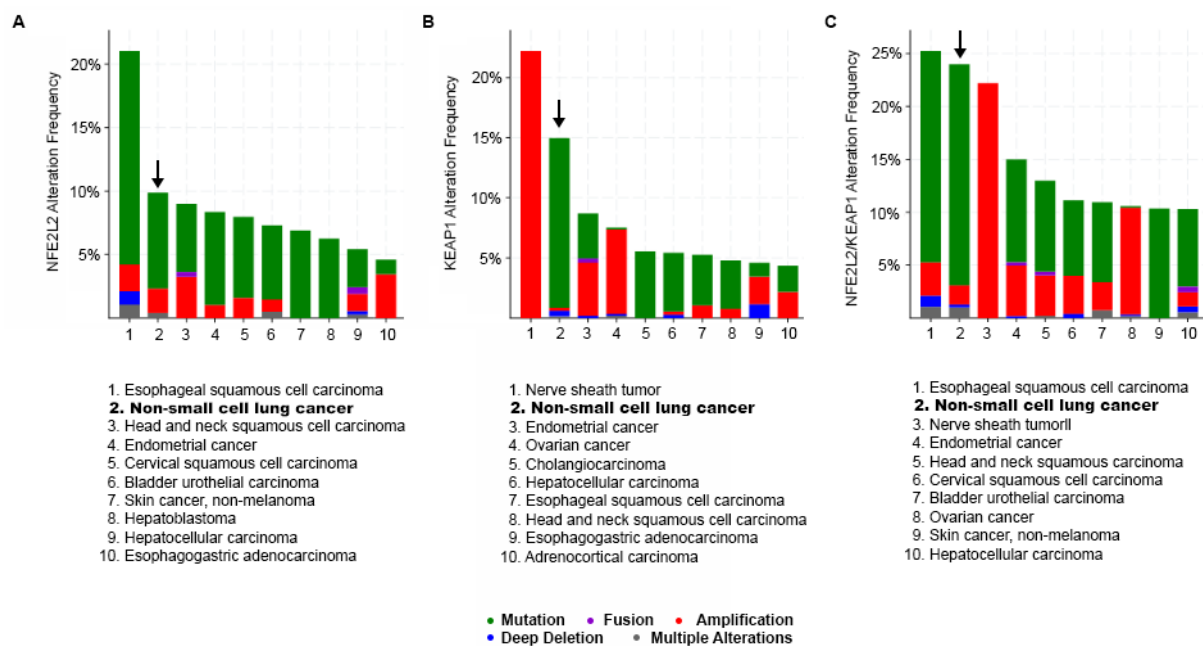 A
NFE2L2 Alteration Frequency
20%
15%
10%
5%
1 2 3 4 5 6 7 8 9 10
1. Esophageal squamous cell carcinoma
2. Non-small cell lung cancer
3. Head and neck squamous cell carcinoma
4. Endometrial cancer
5. Cervical squamous cell carcinoma
6. Bladder urothelial carcinoma
7. Skin cancer, non-melanoma
8. Hepatoblastoma
9. Hepatocellular carcinoma
10. Esophagogastric adenocarcinoma
B
KEAP1 Alteration Frequency
20%
15%
10%
5%
1 2 3 4 5 6 7 8 9 10
1. Nerve sheath tumor
2. Non-small cell lung cancer
3. Endometrial cancer
4. Ovarian cancer
5. Cholangiocarcinoma
6. Hepatocellular carcinoma
7. Esophageal squamous cell carcinoma
8. Head and neck squamous cell carcinoma
9. Esophagogastric adenocarcinoma
10. Adrenocortical carcinoma
C
NFE2L2/KEAP1 Alteration Frequency
25%
20%
15%
10%
5%
1 2 3 4 5 6 7 8 9 10
1. Esophageal squamous cell carcinoma
2. Non-small cell lung cancer
3. Nerve sheath tumorll
4. Endometrial cancer
5. Head and neck squamous carcinoma
6. Cervical squamous cell carcinoma
7. Bladder urothelial carcinoma
8. Ovarian cancer
9. Skin cancer, non-melanoma
10. Hepatocellular carcinoma
Mutation Fusion Amplification
Deep Deletion Multiple Alterations